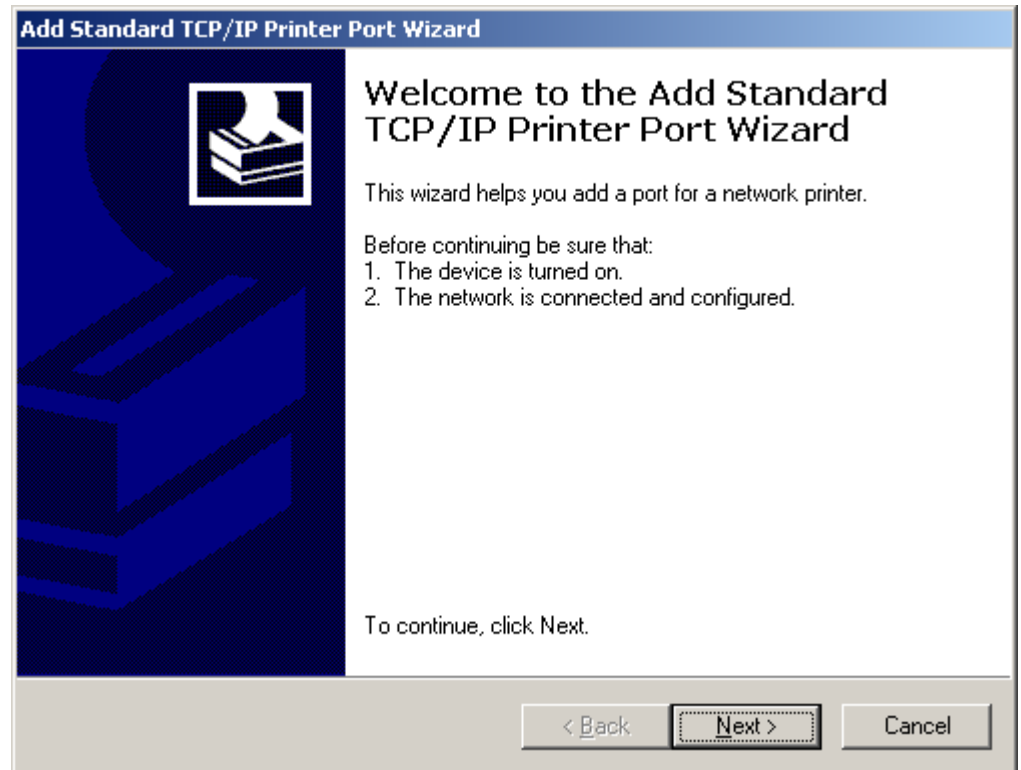 Add Standard TCP/IP Printer Port Wizard
Welcome to the Add Standard
TCP/IP Printer Port Wizard
This wizard helps you add a port for a network printer.
Before continuing be sure that:
1. The device is turned on.
2. The network is connected and configured.
To continue, click Next.
< Back
Next >
Cancel